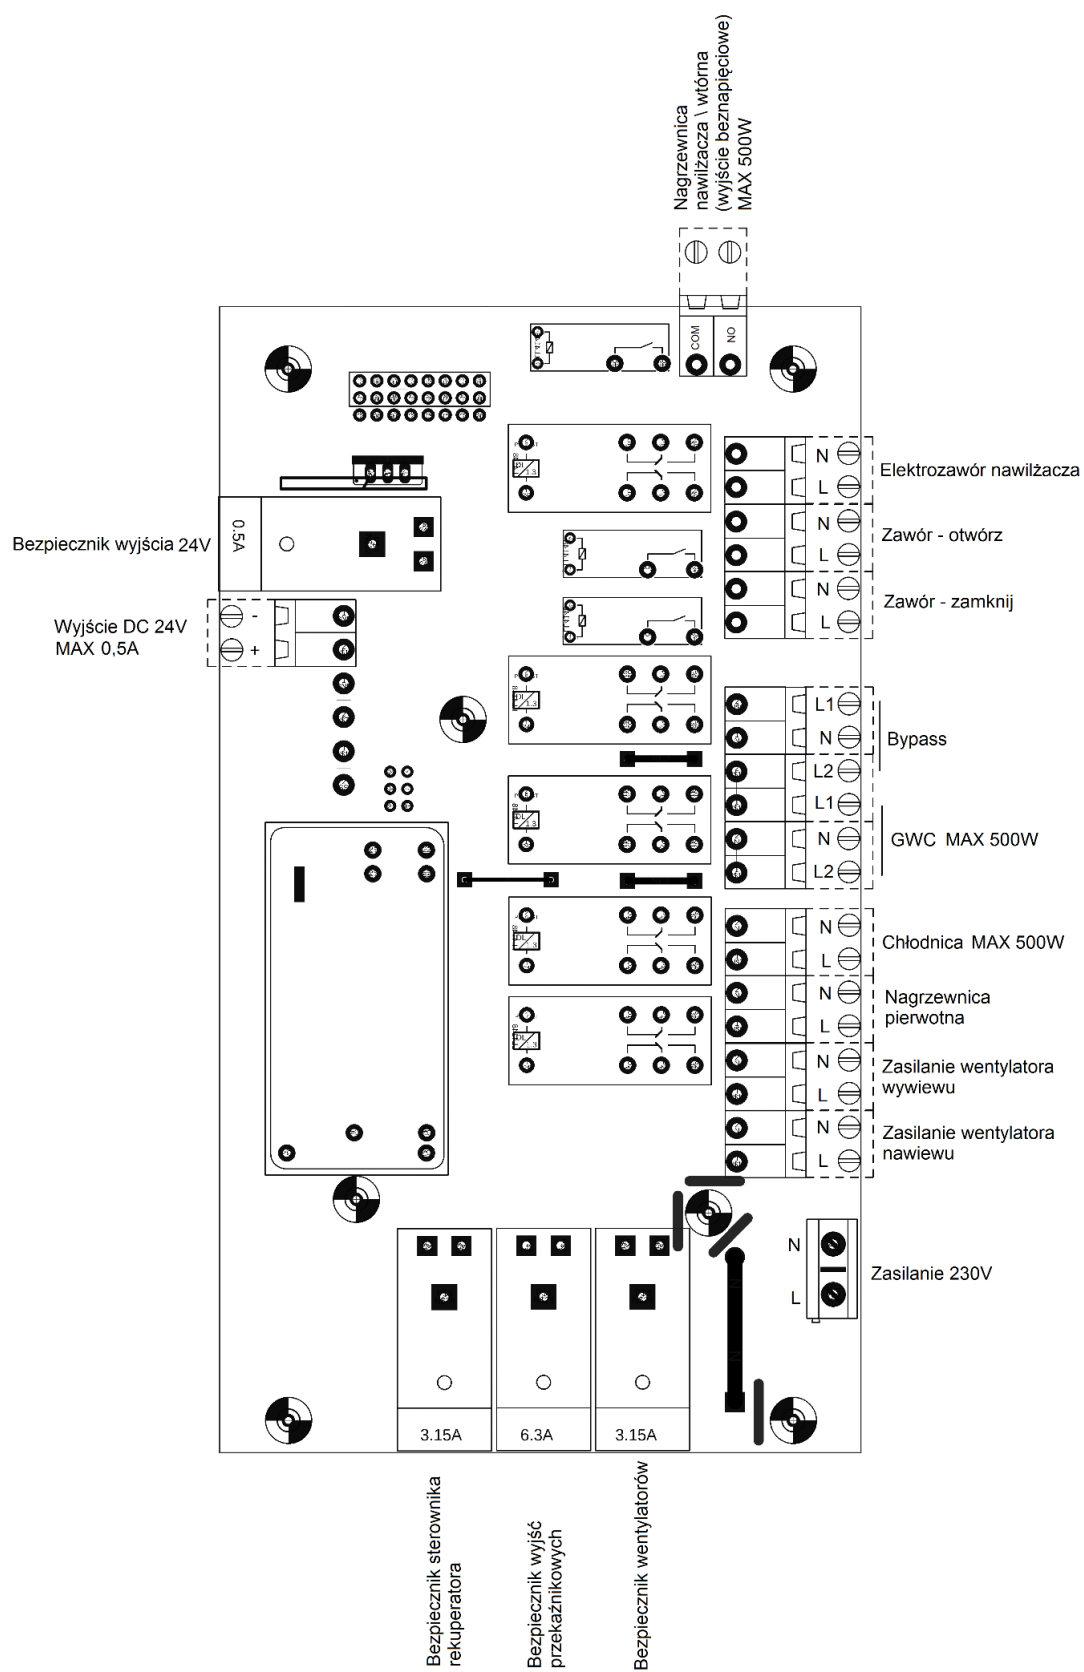 Nagrzewnica
nawilżacza \ wtórna
(wyjście beznapięciowe)
MAX 500W
COM
NO
N
Elektrozawór nawilżacza
L
N
Zawór - otwórz
L
N
Zawór - zamknij
L
0.5A
Bezpiecznik wyjścia 24V
-
Wyjście DC 24V
MAX 0,5A
+
L1
Bypass
N
L2
L1
GWC MAX 500W
N
L2
N
Chłodnica MAX 500W
L
N
Nagrzewnica
pierwotna
L
N
Zasilanie wentylatora
wywiewu
L
N
Zasilanie wentylatora
nawiewu
L
N
Zasilanie 230V
L
N
N
3.15A
6.3A
3.15A
Bezpiecznik sterownika
rekuperatora
Bezpiecznik wyjść
przekaźnikowych
Bezpiecznik wentylatorów